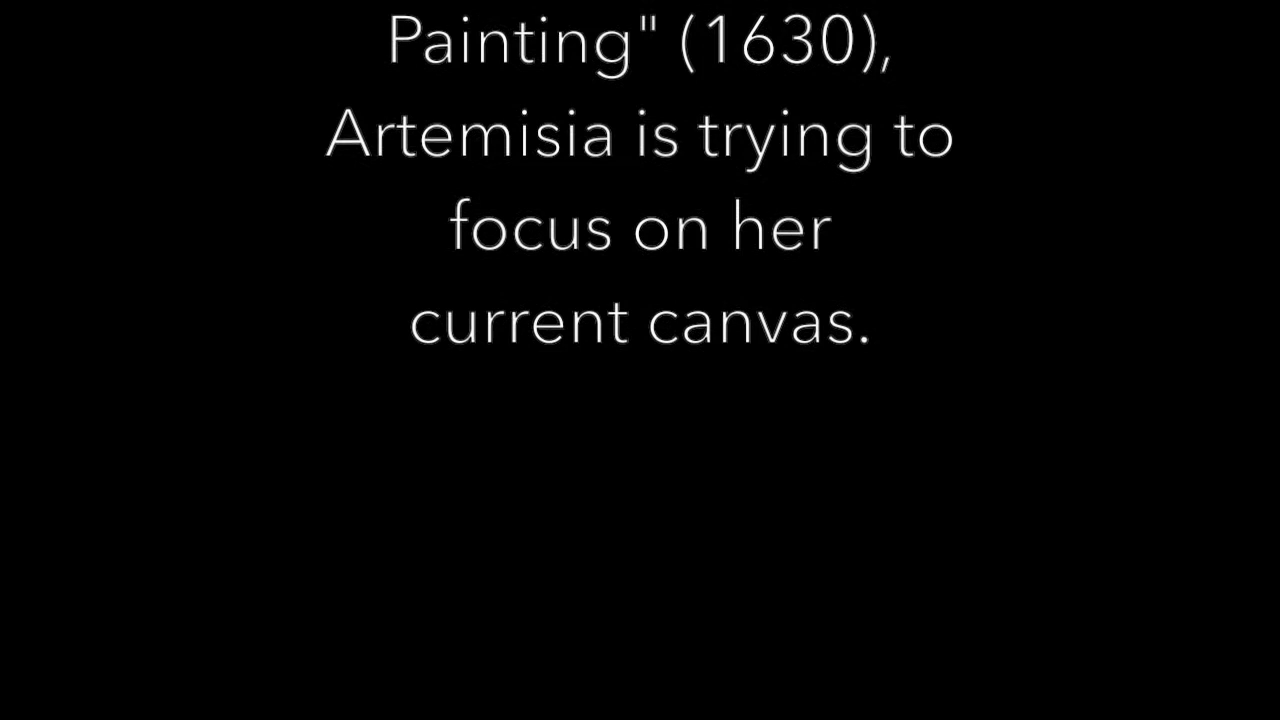 Painting" (1630),
Artemisia is trying to
focus on her
current canvas.